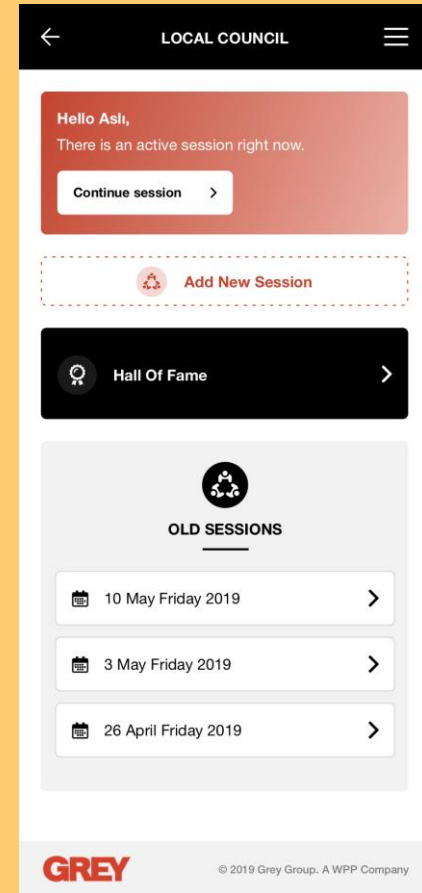 LOCAL COUNCIL
Hello Aslı,
There is an active session right now.
Continue session
Add New Session
Hall Of Fame
OLD SESSIONS
10 May Friday 2019
3 May Friday 2019
26 April Friday 2019
GREY
© 2019 Grey Group. A WPP Company